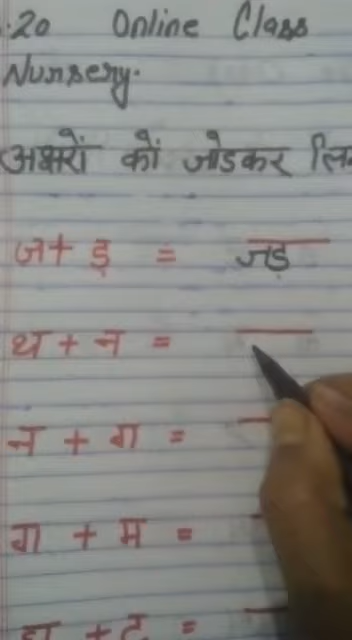 .20 Online Class
Nursery.
अक्षरों कों जोडकर
ज + ड़ = जड़
थ + न =
न + ग =
ग + म =
+ ट =